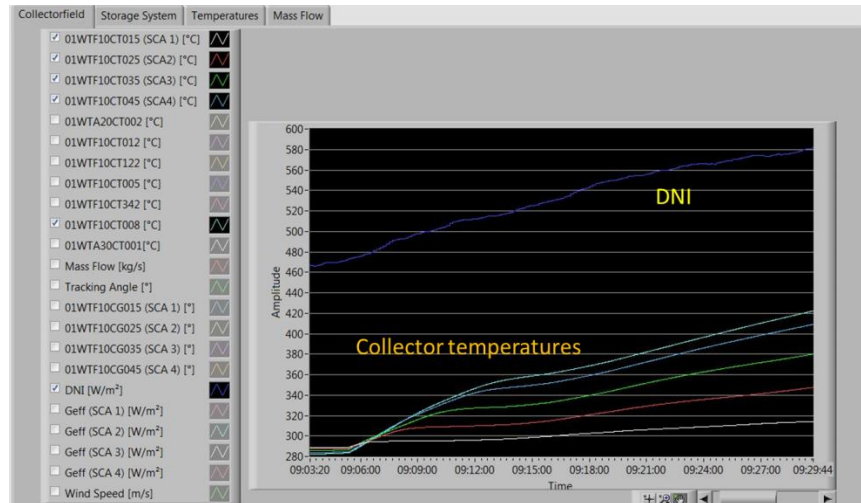 Collectorfield Storage System Temperatures Mass Flow
01WTF10CT015 (SCA 1) [°C]
01WTF10CT025 (SCA2) [°C]
01WTF10CT035 (SCA3) [°C]
01WTF10CT045 (SCA4) [°C]
01WTA20CT002 [°C]
01WTF10CT012 [°C]
01WTF10CT122 [°C]
01WTF10CT005 [°C]
01WTF10CT342 [°C]
01WTF10CT008 [°C]
01WTA30CT001[°C]
Mass Flow [kg/s]
Tracking Angle [°]
01WTF10CG015 (SCA 1) [°]
01WTF10CG025 (SCA 2) [°]
01WTF10CG035 (SCA 3) [°]
01WTF10CG045 (SCA 4) [°]
DNI [W/m²]
Geff (SCA 1) [W/m²]
Geff (SCA 2) [W/m²]
Geff (SCA 3) [W/m²]
Geff (SCA 4) [W/m²]
Wind Speed [m/s]
600
580
560
540
520
500
480
460
440
420
400
380
360
340
320
300
280
Amplitude
DNI
Collector temperatures
09:03:20 09:06:00 09:09:00 09:12:00 09:15:00 09:18:00 09:21:00 09:24:00 09:27:00 09:29:44
Time